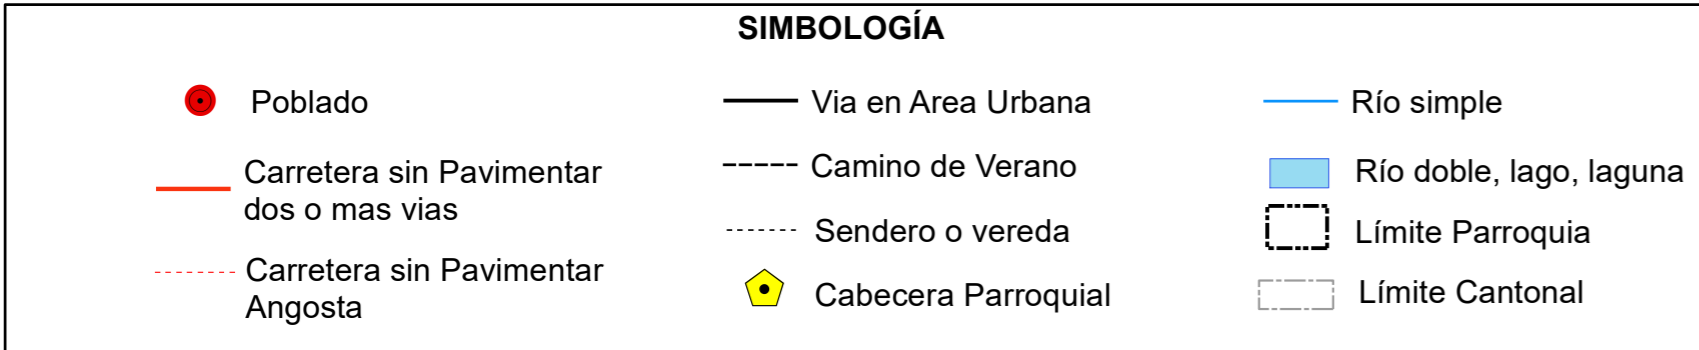 SIMBOLOGÍA
Poblado
Carretera sin Pavimentar
dos o mas vias
Carretera sin Pavimentar
Angosta
Via en Area Urbana
Camino de Verano
Sendero o vereda
Cabecera Parroquial
Río simple
Río doble, lago, laguna
Límite Parroquia
Límite Cantonal